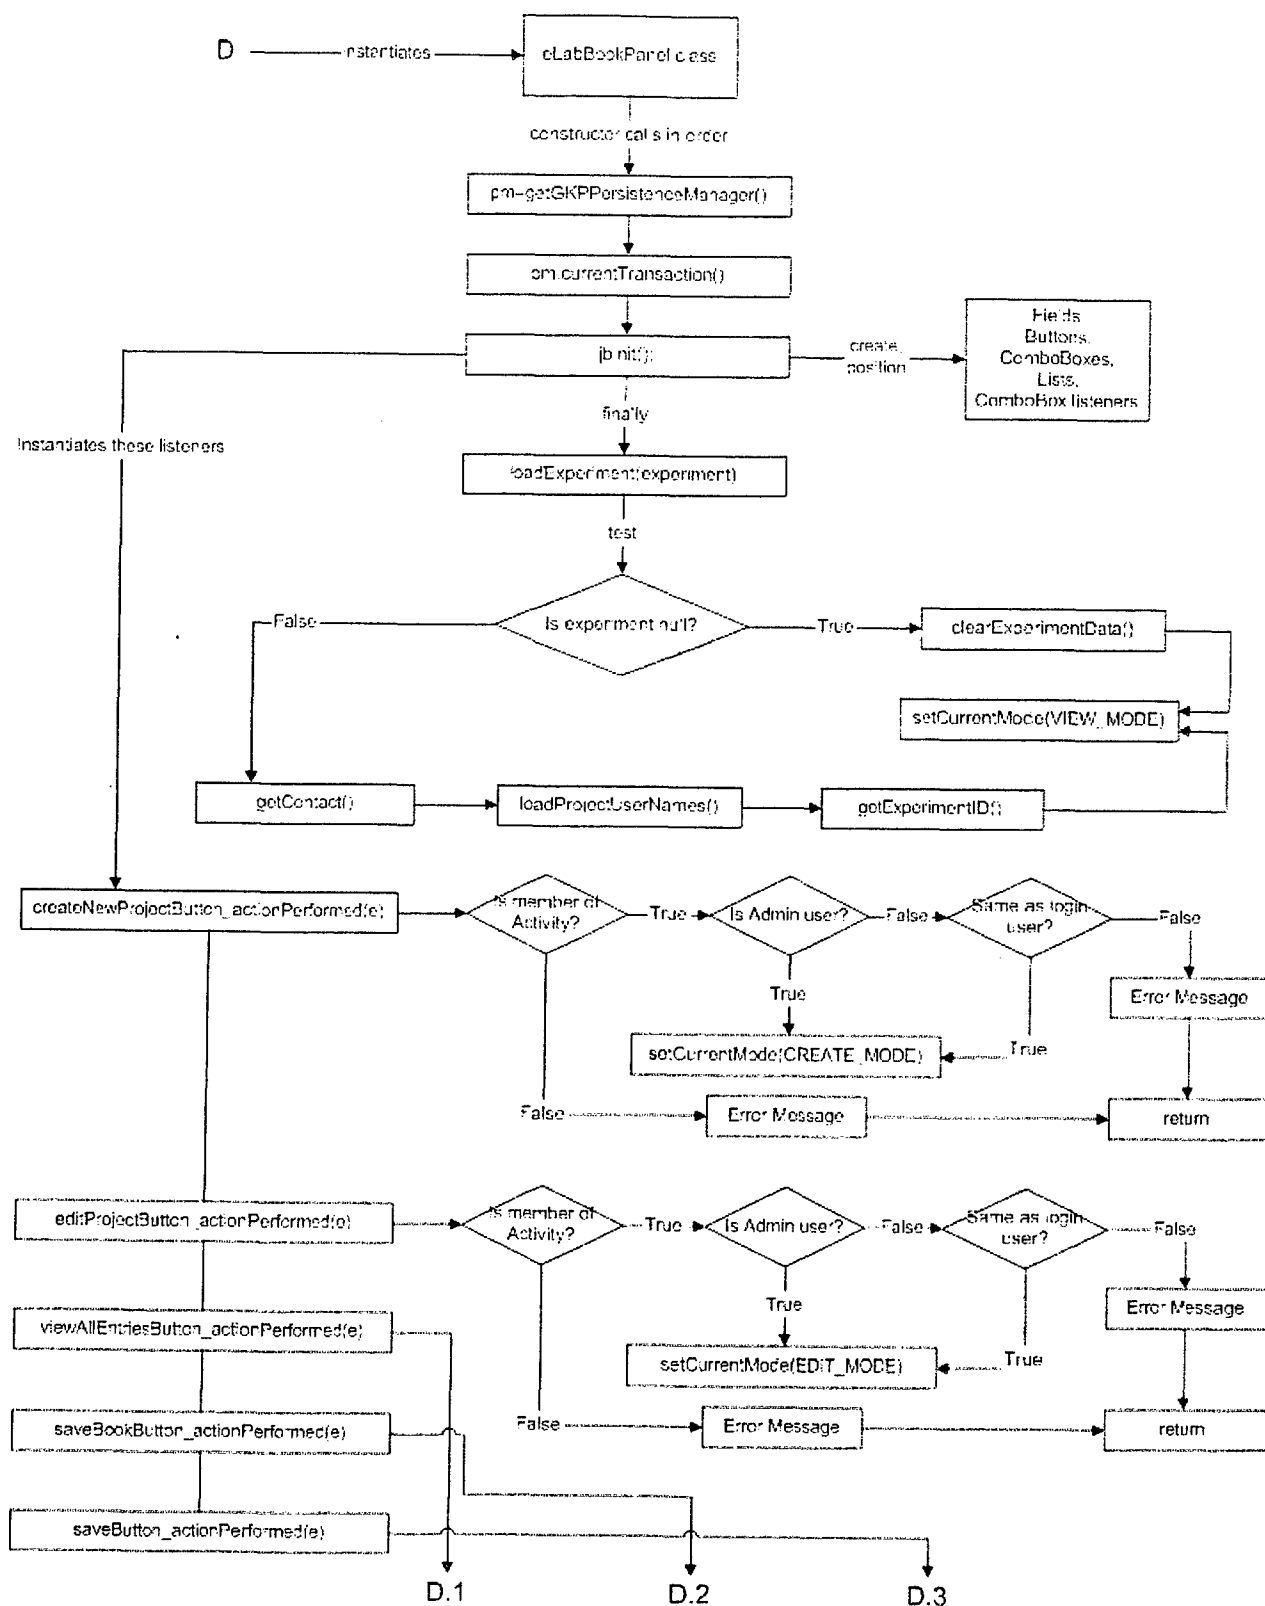 D
instantiates
eLabBookPanel class
constructor calls in order
pm=getGKPPersistenceManager()
pm.currentTransaction()
jbInit();
create,
position
Fields
Buttons,
ComboBoxes,
Lists,
ComboBox listeners
finally
Instantiates these listeners
loadExperiment(experiment)
test
Is experiment null?
False
True
clearExperimentData()
setCurrentMode(VIEW_MODE)
getContact()
loadProjectUserNames()
getExperimentID()
createNewProjectButton_actionPerformed(e)
Is member of
Activity?
True
Is Admin user?
False
Same as login
user?
False
True
Error Message
setCurrentMode(CREATE_MODE)
True
False
Error Message
return
editProjectButton_actionPerformed(e)
Is member of
Activity?
True
Is Admin user?
False
Same as login
user?
False
True
Error Message
viewAllEntriesButton_actionPerformed(e)
setCurrentMode(EDIT_MODE)
True
False
Error Message
return
saveBookButton_actionPerformed(e)
saveButton_actionPerformed(e)
D.1
D.2
D.3